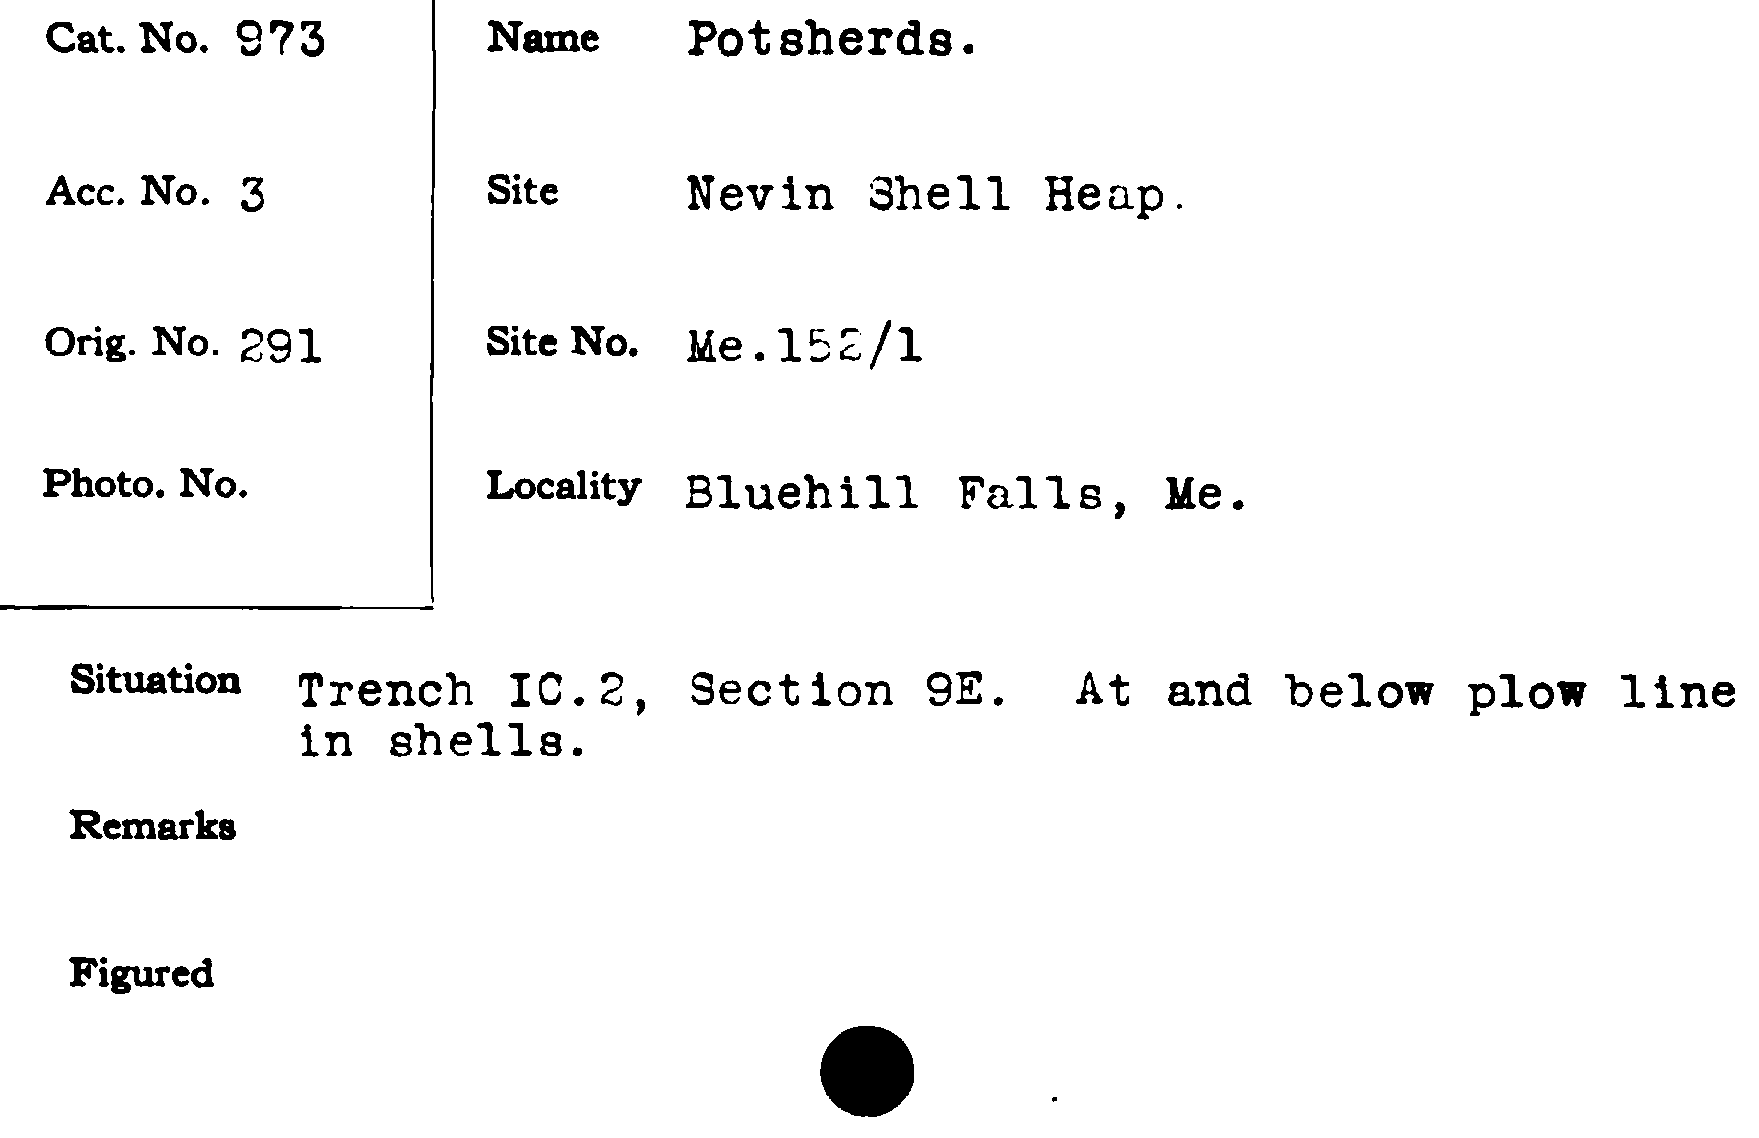 Cat. No. 973
Name Potsherds.
Acc. No. 3
Site Nevin Shell Heap.
Orig. No. 291
Site No. Me.152/1
Photo. No.
Locality Bluehill Falls, Me.
Situation Trench IC.2, Section 9E. At and below plow line
in shells.
Remarks
Figured